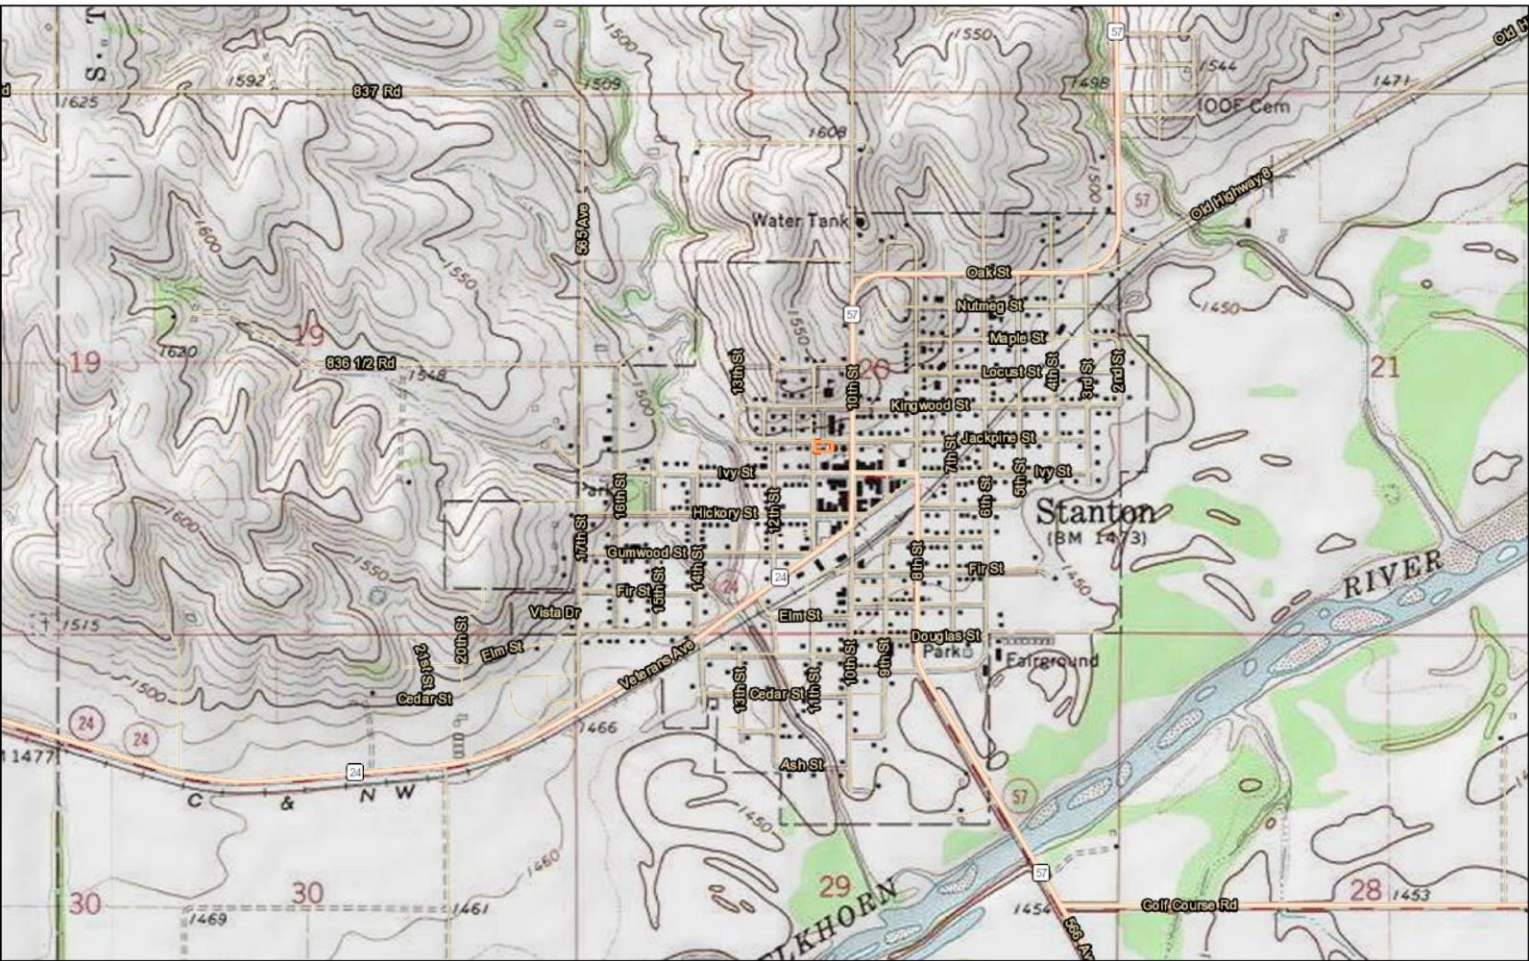 57
Old H
S. T
1500
1550
1592
837 Rd
1509
1498
1544
1471
1625
IOOF Cem
1608
1500
57
Old Highway 8
565 Ave
Water Tank
1600
1550
Oak St
1450
Nutmeg St
57
1550
Maple St
19
1620
19
836 1/2 Rd
1548
13th St
10th St
20
Locust St
4th St
3rd St
2nd St
21
1500
Kingwood St
Jackpine St
7th St
Ivy St
Ivy St
5th St
6th St
16th St
Hickory St
12th St
Stanton
(BM 1473)
1600
17th St
Gumwood St
14th St
8th St
Fir St
1550
Fir St
15th St
24
24
1450
RIVER
1515
Vista Dr
Elm St
20th St
Elm St
Douglas St
Park
Fairground
21st St
Veterans Ave
10th St
9th St
1500
Cedar St
13th St
Cedar St
11th St
24
24
1466
1477
24
Ash St
C & N W
57
1450
1460
57
30
30
29
28
1453
1469
1461
1454
Golf Course Rd
ELKHORN
566 Av